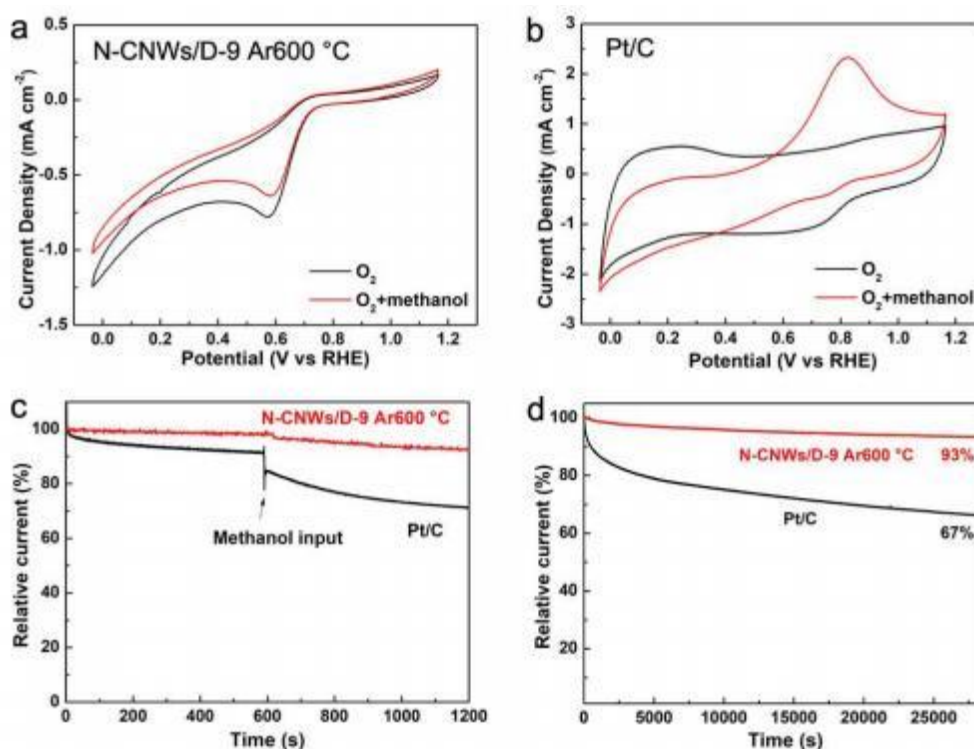 a
N-CNWs/D-9 Ar600 °C
Current Density (mA cm⁻²)
0.5
0.0
-0.5
-1.0
-1.5
O₂
O₂+methanol
0.0 0.2 0.4 0.6 0.8 1.0 1.2
Potential (V vs RHE)
b
Pt/C
Current Density (mA cm⁻²)
3
2
1
0
-1
-2
-3
O₂
O₂+methanol
0.0 0.2 0.4 0.6 0.8 1.0 1.2
Potential (V vs RHE)
c
N-CNWs/D-9 Ar600 °C
Relative current (%)
100
80
60
40
20
Methanol input
Pt/C
0 200 400 600 800 1000 1200
Time (s)
d
Relative current (%)
100
80
60
40
20
N-CNWs/D-9 Ar600 °C 93%
Pt/C
67%
0 5000 10000 15000 20000 25000
Time (s)